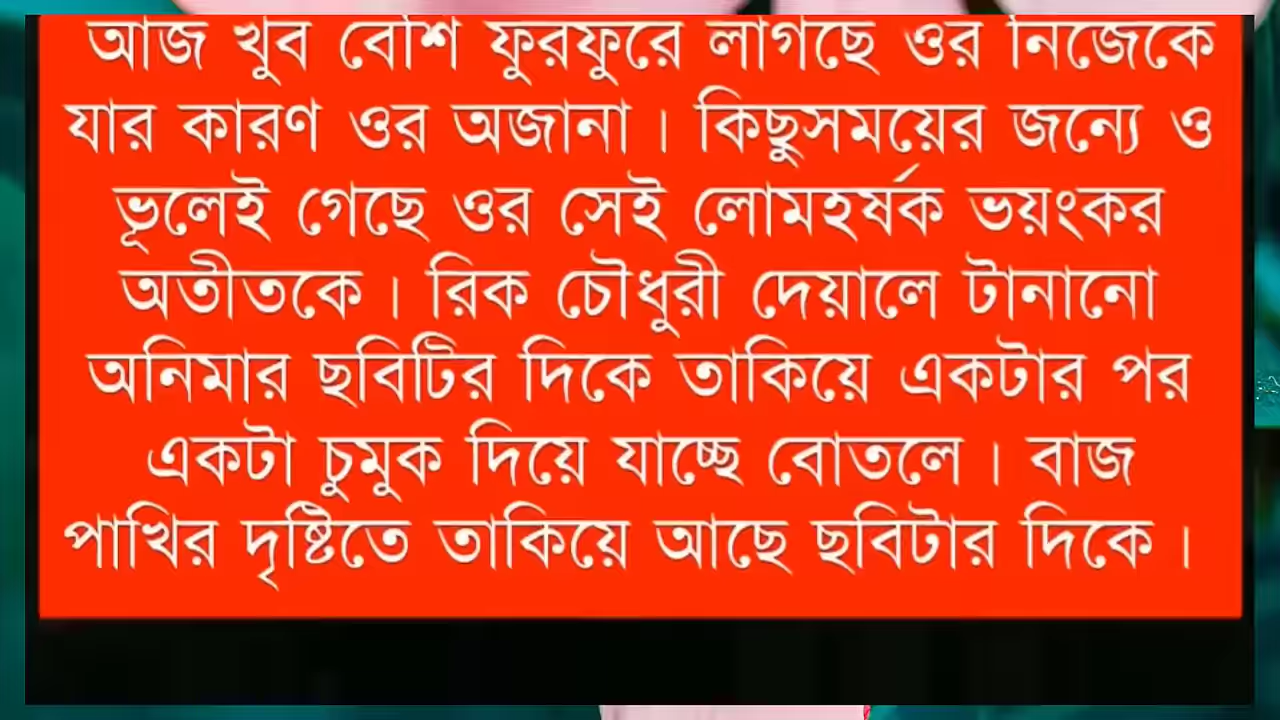 আজ খুব বেশি ফুরফুরে লাগছে ওর নিজেকে
যার কারণ ওর অজানা । কিছুসময়ের জন্যে ও
ভূলেই গেছে ওর সেই লোমহর্ষক ভয়ংকর
অতীতকে । রিক চৌধুরী দেয়ালে টানানো
অনিমার ছবিটির দিকে তাকিয়ে একটার পর
একটা চুমুক দিয়ে যাচ্ছে বোতলে । বাজ
পাখির দৃষ্টিতে তাকিয়ে আছে ছবিটার দিকে ।